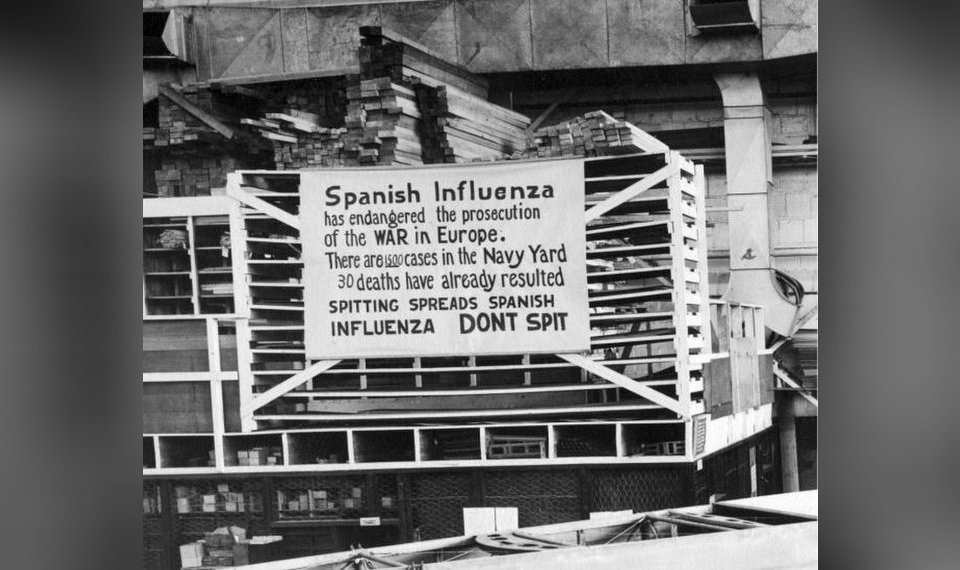 Spanish Influenza
has endangered the prosecution
of the WAR in Europe.
There are 1500 cases in the Navy Yard
30 deaths have already resulted
SPITTING SPREADS SPANISH
INFLUENZA DONT SPIT